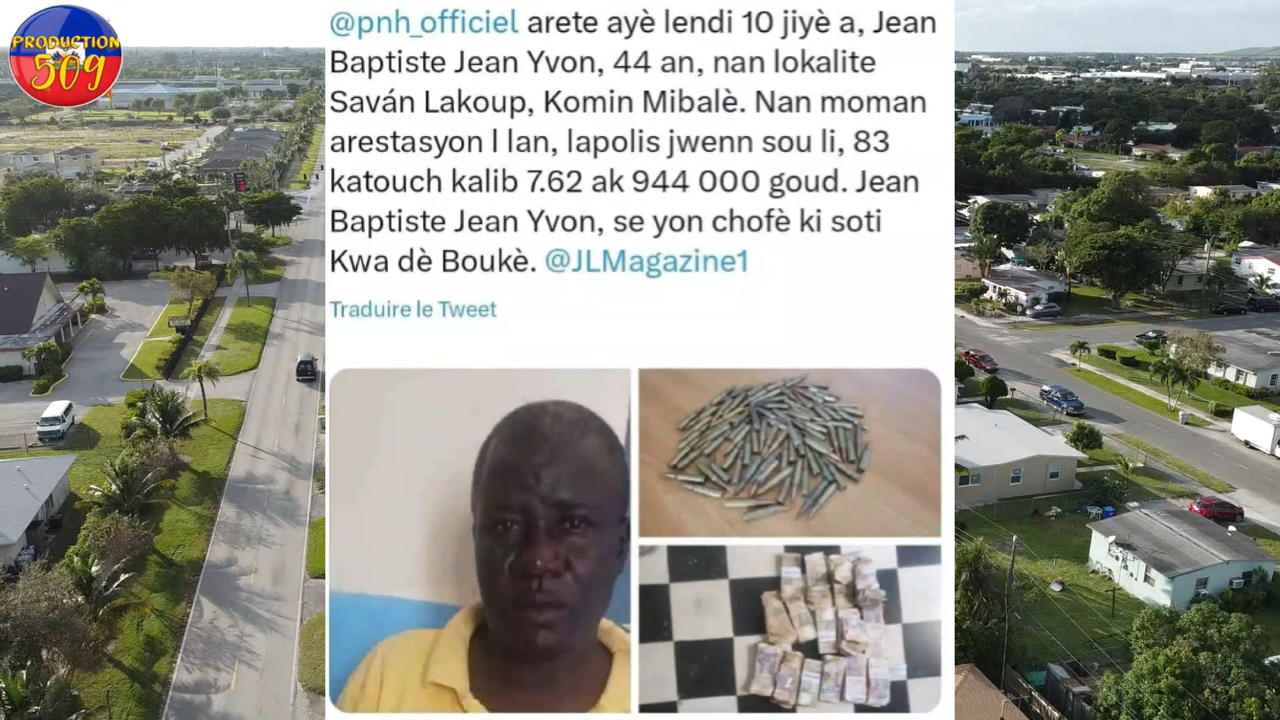 PRODUCTION
509
@pnh_officiel arete ayè lendi 10 jiyè a, Jean
Baptiste Jean Yvon, 44 an, nan lokalite
Saván Lakoup, Komin Mibalè. Nan moman
arestasyon l lan, lapolis jwenn sou li, 83
katouch kalib 7.62 ak 944 000 goud. Jean
Baptiste Jean Yvon, se yon chofè ki soti
Kwa dè Boukè. @JLMagazine1
Traduire le Tweet